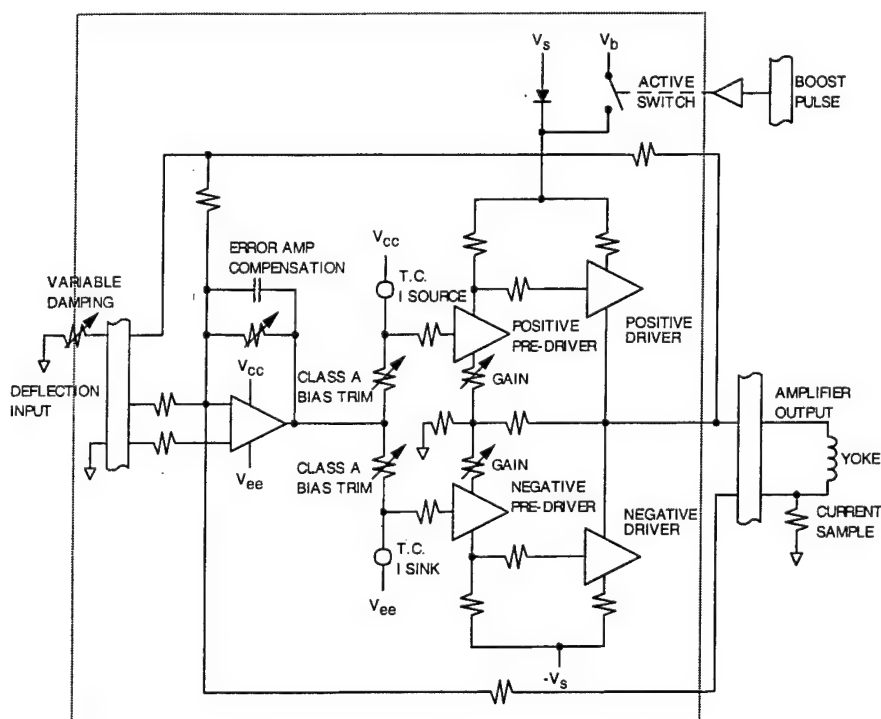 Vs
Vb
ACTIVE
SWITCH
BOOST
PULSE
ERROR AMP
COMPENSATION
Vcc
VARIABLE
DAMPING
T.C.
I SOURCE
POSITIVE
PRE-DRIVER
POSITIVE
DRIVER
DEFLECTION
INPUT
Vcc
CLASS A
BIAS TRIM
GAIN
AMPLIFIER
OUTPUT
YOKE
Vee
CLASS A
BIAS TRIM
GAIN
NEGATIVE
PRE-DRIVER
NEGATIVE
DRIVER
CURRENT
SAMPLE
T.C.
I SINK
Vee
-Vs